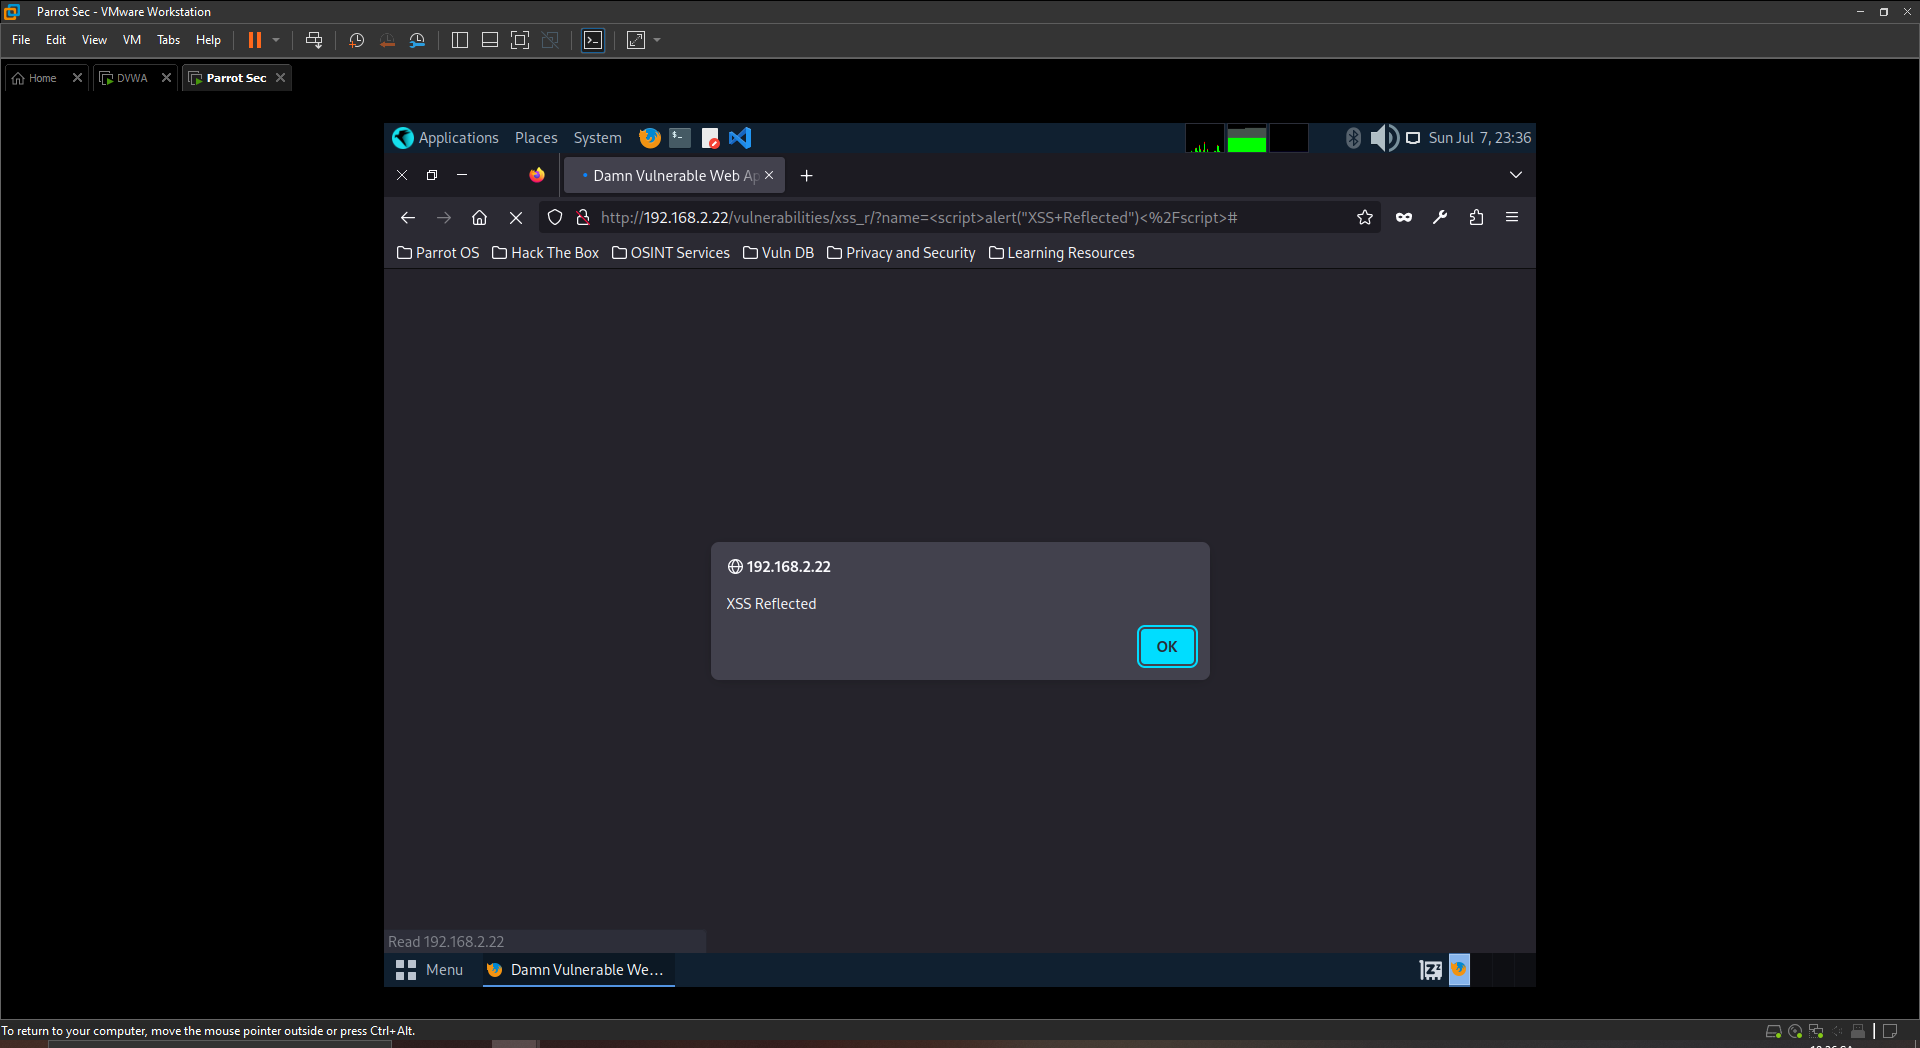 Parrot Sec - VMware Workstation
File Edit View VM Tabs Help
Home DVWA Parrot Sec
Applications Places System Sun Jul 7, 23:36
Damn Vulnerable Web Ap
http://192.168.2.22/vulnerabilities/xss_r/?name=<script>alert("XSS+Reflected")<%2Fscript>#
Parrot OS Hack The Box OSINT Services Vuln DB Privacy and Security Learning Resources
192.168.2.22
XSS Reflected
OK
Read 192.168.2.22
Menu Damn Vulnerable We...
To return to your computer, move the mouse pointer outside or press Ctrl+Alt.